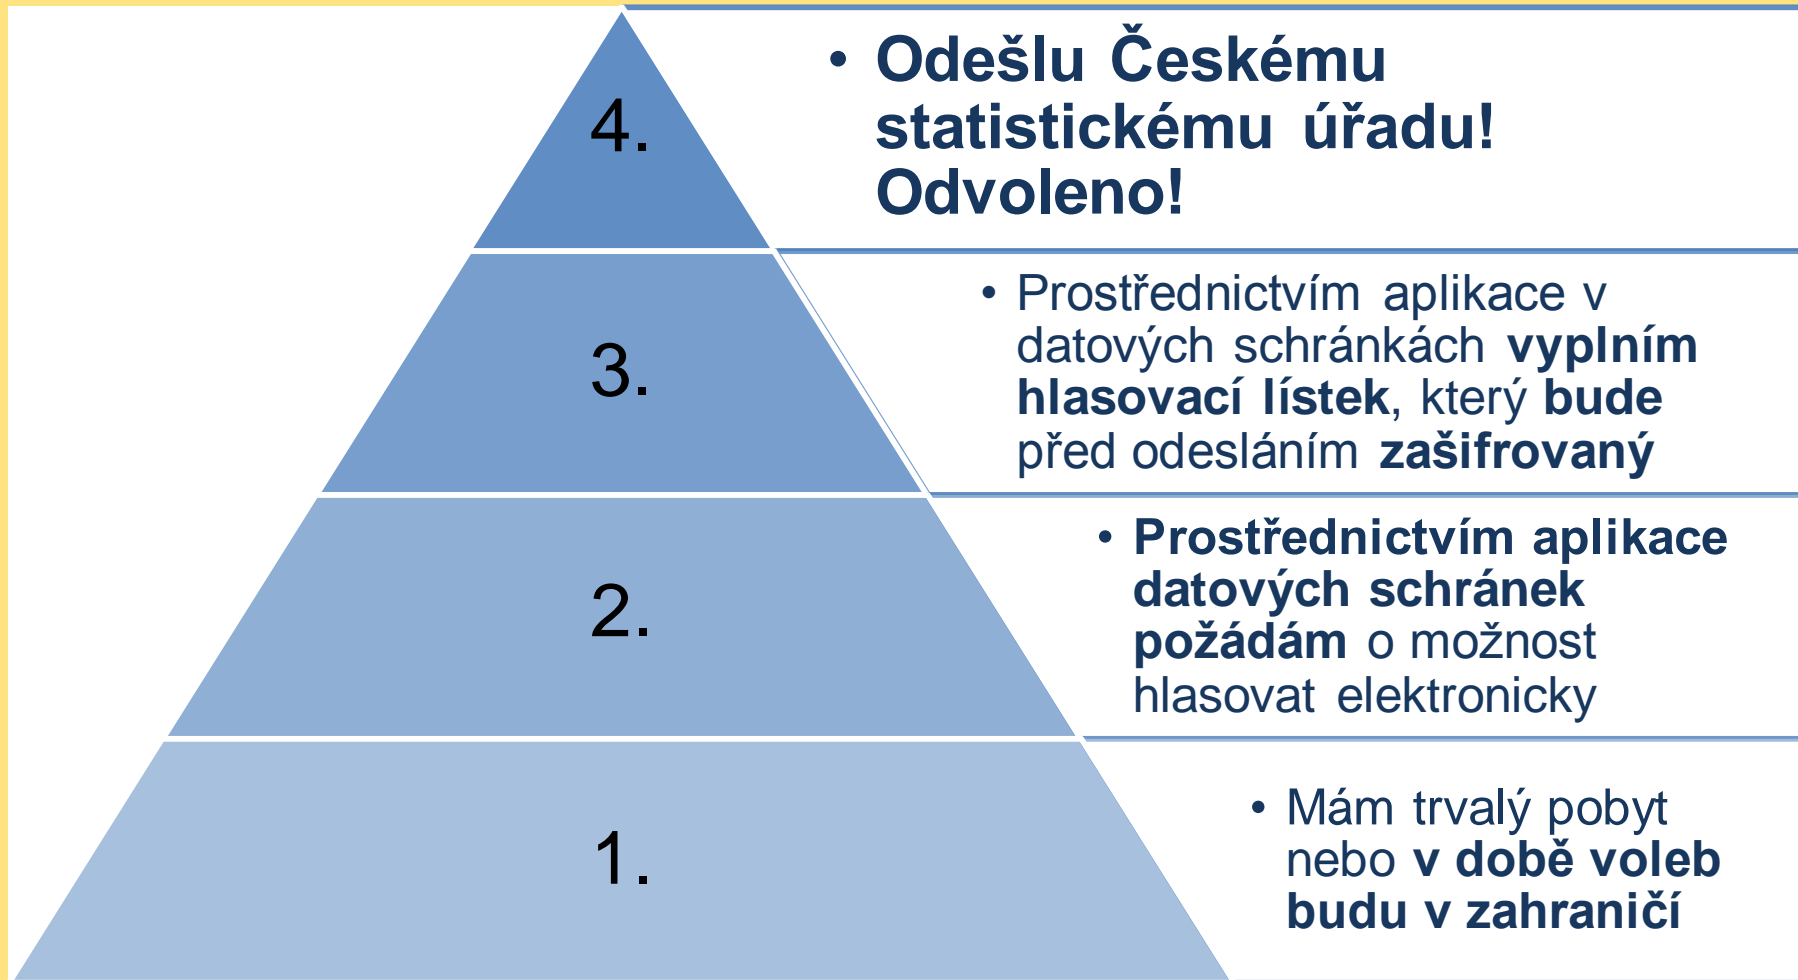 4.
• Odešlu Českému
statistickému úřadu!
Odvoleno!
3.
• Prostřednictvím aplikace v
datových schránkách vyplním
hlasovací lístek, který bude
před odesláním zašifrovaný
2.
• Prostřednictvím aplikace
datových schránek
požádám o možnost
hlasovat elektronicky
1.
• Mám trvalý pobyt
nebo v době voleb
budu v zahraničí